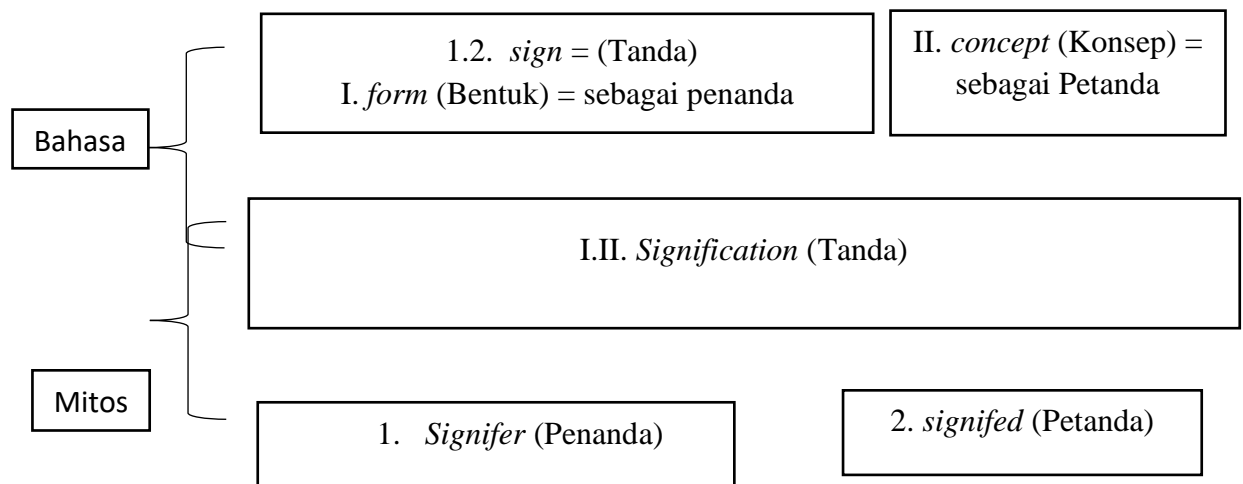 1.2. sign = (Tanda)
I. form (Bentuk) = sebagai penanda
II. concept (Konsep) =
sebagai Petanda
Bahasa
I.II. Signification (Tanda)
Mitos
1. Signifer (Penanda)
2. signifed (Petanda)